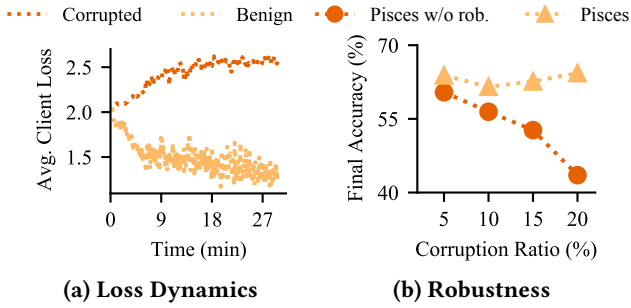 Corrupted Benign Pisces w/o rob. Pisces
Avg. Client Loss
2.5
2.0
1.5
0 9 18 27
Time (min)
(a) Loss Dynamics
Final Accuracy (%)
70
55
40
5 10 15 20
Corruption Ratio (%)
(b) Robustness